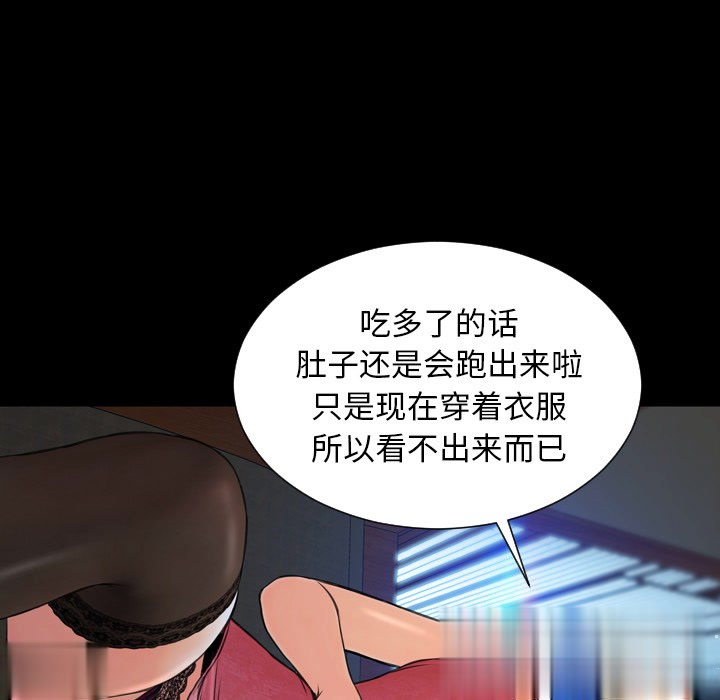 吃多了的话
肚子还是会跑出来啦
只是现在穿着衣服
所以看不出来而已